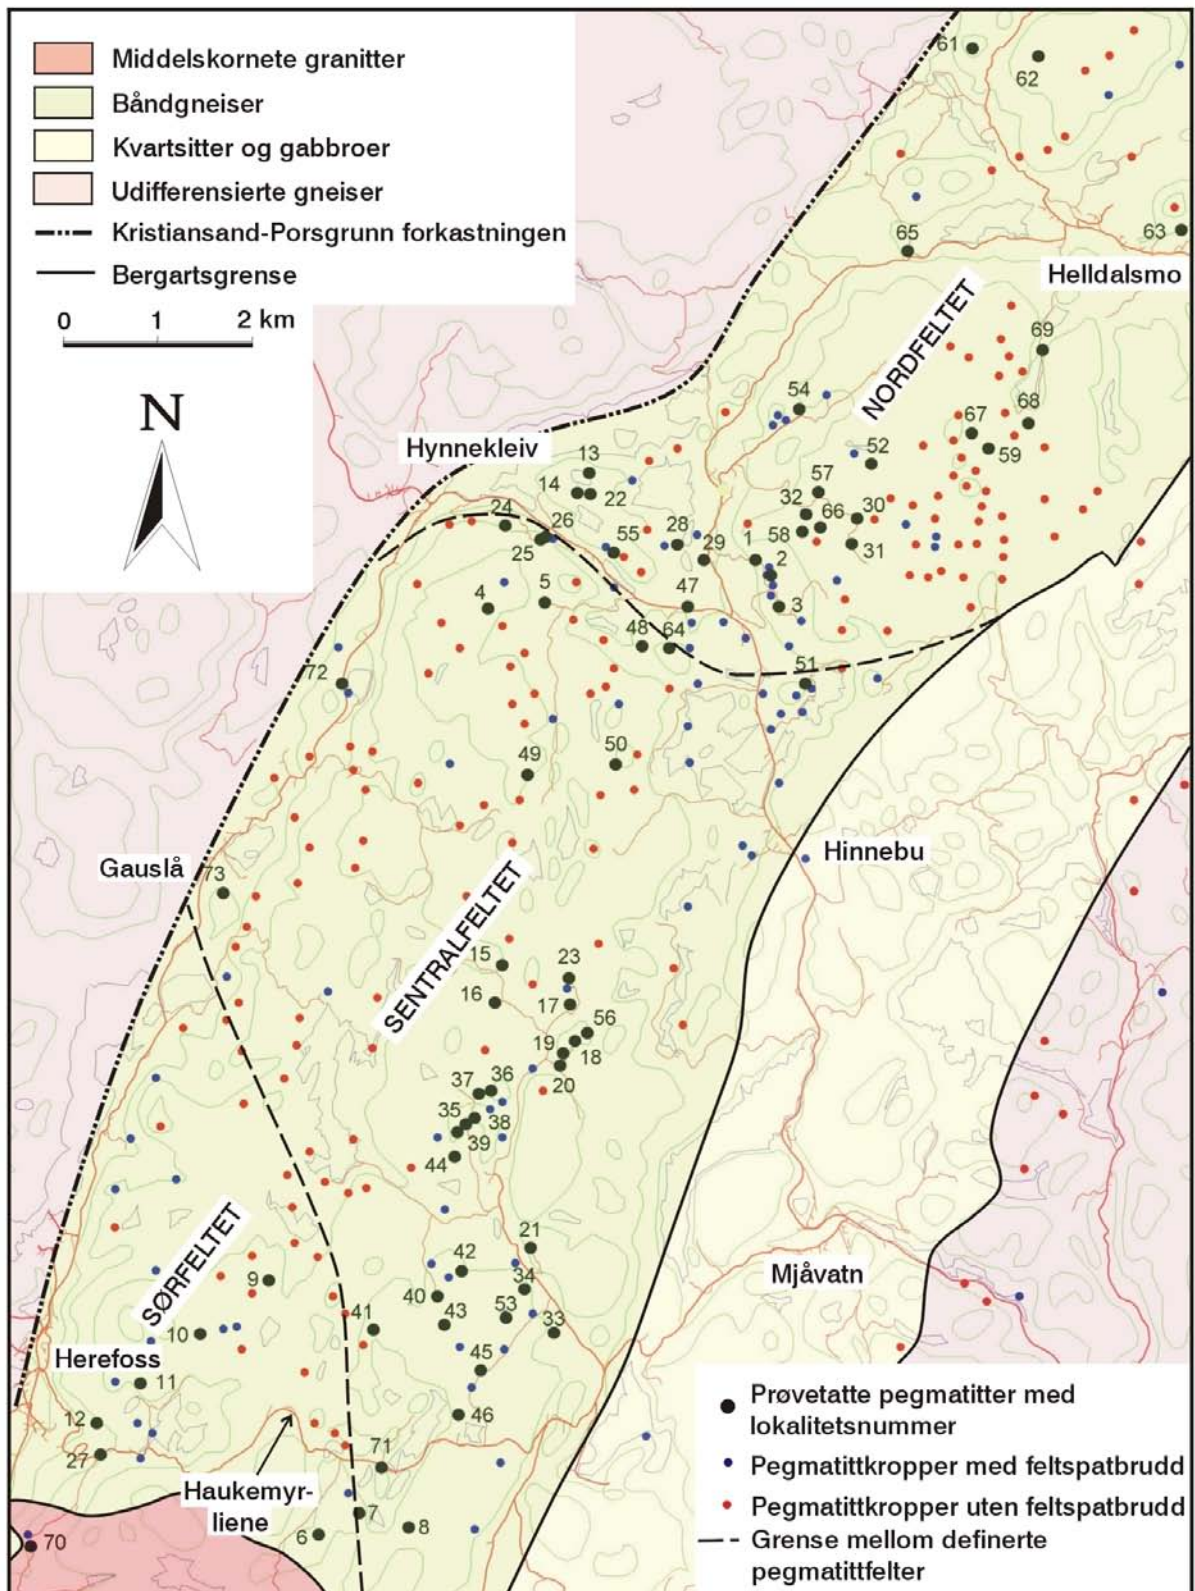 Middelskornete granitter
Båndgneiser
Kvartsitter og gabbroer
Udifferensierte gneiser
Kristiansand-Porsgrunn forkastningen
Bergartsgrense
0 1 2 km
N
61
62
65
63
Helldalsmo
NORDFELTET
69
54
68
67
Hynnekleiv
13
52
59
14
22
57
24
32
66
30
26
55
28
58
25
29
1
31
2
4
5
47
3
48
64
72
51
49
50
Hinnebu
Gauslå
73
SENTRALFELTET
15
23
16
17
56
19
18
20
37
36
35
38
39
44
SØRFELTET
21
42
Mjåvatn
9
34
40
41
43
53
33
10
Herefoss
45
11
12
46
27
71
Haukemyr-
liene
7
6
8
70
Prøvetatte pegmatitter med
lokalitetsnummer
Pegmatittkropper med feltspatbrudd
Pegmatittkropper uten feltspatbrudd
Grense mellom definerte
pegmatittfelter